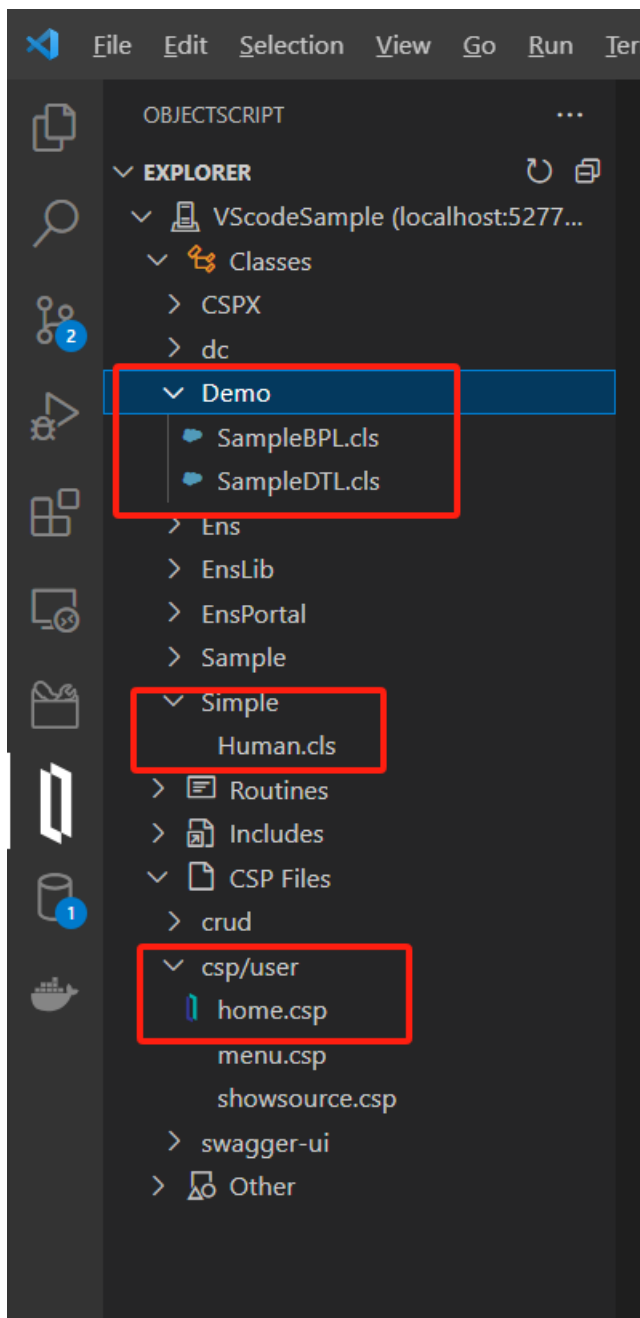 File Edit Selection View Go Run Ter
OBJECTSCRIPT ...
EXPLORER
VScodeSample (localhost:5277...
Classes
CSPX
dc
Demo
SampleBPL.cls
SampleDTL.cls
Ens
EnsLib
EnsPortal
Sample
Simple
Human.cls
Routines
Includes
CSP Files
crud
csp/user
home.csp
menu.csp
showsource.csp
swagger-ui
Other
2
1